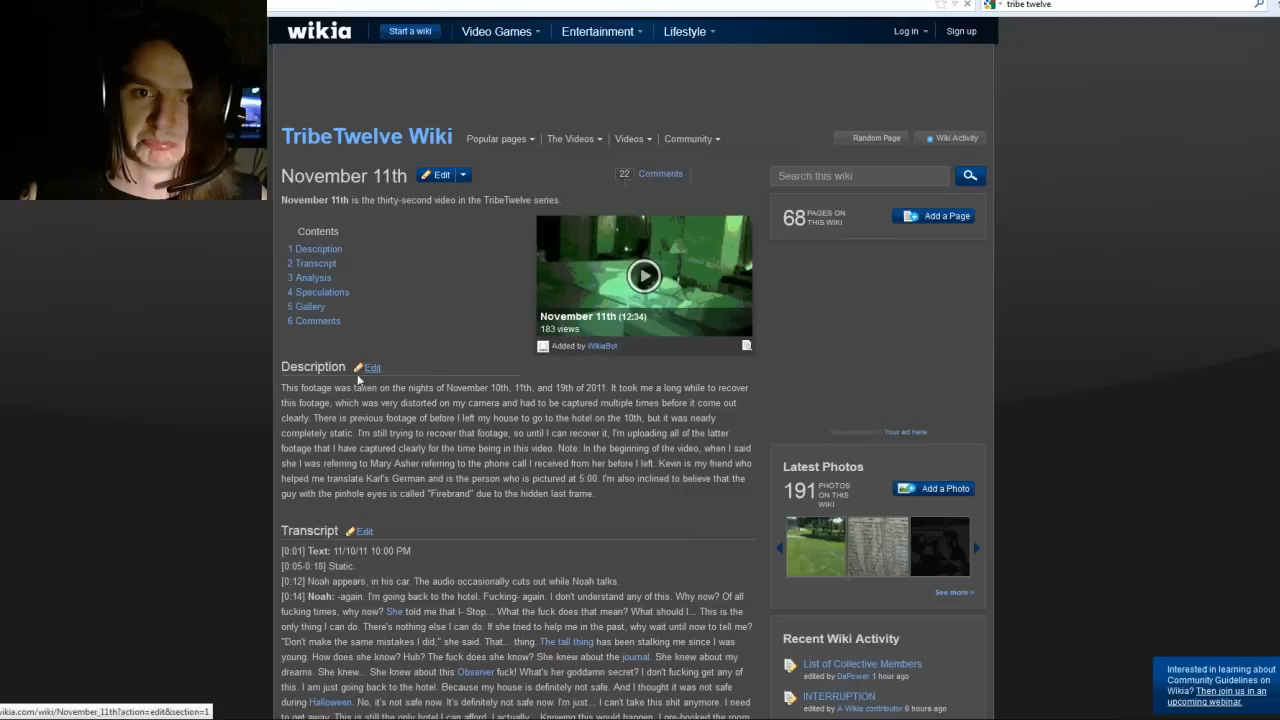 tribe twelve
wikia
Start a wiki
Video Games
Entertainment
Lifestyle
Log in
Sign up
TribeTwelve Wiki
Popular pages
The Videos
Videos
Community
Random Page
Wiki Activity
November 11th
Edit
22 Comments
Search this wiki
November 11th is the thirty-second video in the TribeTwelve series.
68 PAGES ON THIS WIKI
Add a Page
Contents
1 Description
2 Transcript
3 Analysis
4 Speculations
5 Gallery
6 Comments
November 11th (12:34)
183 views
Added by WikiaBot
Description Edit
This footage was taken on the nights of November 10th, 11th, and 19th of 2011. It took me a long while to recover
this footage, which was very distorted on my camera and had to be captured multiple times before it come out
clearly. There is previous footage of before I left my house to go to the hotel on the 10th, but it was nearly
completely static. I'm still trying to recover that footage, so until I can recover it, I'm uploading all of the latter
footage that I have captured clearly for the time being in this video. Note: In the beginning of the video, when I said
she I was referring to Mary Asher referring to the phone call I received from her before I left. Kevin is my friend who
helped me translate Karl's German and is the person who is pictured at 5:00. I'm also inclined to believe that the
guy with the pinhole eyes is called "Firebrand" due to the hidden last frame.
Your ad here
Latest Photos
191 PHOTOS ON THIS WIKI
Add a Photo
See more >
Transcript Edit
[0:01] Text: 11/10/11 10:00 PM
[0:05-0:18] Static.
[0:12] Noah appears, in his car. The audio occasionally cuts out while Noah talks.
[0:14] Noah: -again. I'm going back to the hotel. Fucking- again. I don't understand any of this. Why now? Of all
fucking times, why now? She told me that I- Stop... What the fuck does that mean? What should I... This is the
only thing I can do. There's nothing else I can do. If she tried to help me in the past, why wait until now to tell me?
"Don't make the same mistakes I did," she said. That... thing. The tall thing has been stalking me since I was
young. How does she know? Huh? The fuck does she know? She knew about the journal. She knew about my
dreams. She knew... She knew about this Observer fuck! What's her goddamn secret? I don't fucking get any of
this. I am just going back to the hotel. Because my house is definitely not safe. And I thought it was not safe
during Halloween. No, it's not safe now. It's definitely not safe now. I'm just... I can't take this shit anymore. I need
to get away. This is still the only hotel I can afford. I actually... Knowing this would happen, I pre-booked the room
Recent Wiki Activity
List of Collective Members
edited by DaPower 1 hour ago
INTERRUPTION
edited by A Wikia contributor 6 hours ago
Interested in learning about
Community Guidelines on
Wikia? Then join us in an
upcoming webinar.
vikia.com/wiki/November_11th?action=edit&section=1